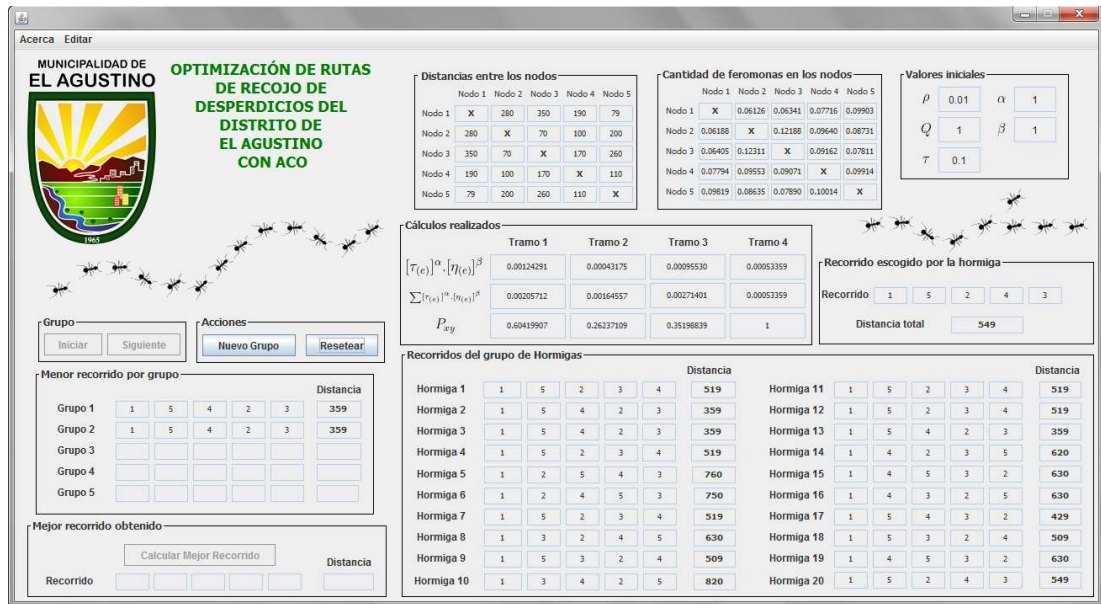 Acerca Editar
MUNICIPALIDAD DE
EL AGUSTINO
1965
OPTIMIZACIÓN DE RUTAS
DE RECOJO DE
DESPERDICIOS DEL
DISTRITO DE
EL AGUSTINO
CON ACO
Distancias entre los nodos
Nodo 1 Nodo 2 Nodo 3 Nodo 4 Nodo 5
Nodo 1 X 280 350 190 79
Nodo 2 280 X 70 100 200
Nodo 3 350 70 X 170 260
Nodo 4 190 100 170 X 110
Nodo 5 79 200 260 110 X
Cantidad de feromonas en los nodos
Nodo 1 Nodo 2 Nodo 3 Nodo 4 Nodo 5
Nodo 1 X 0.06126 0.06341 0.07716 0.09903
Nodo 2 0.06188 X 0.12188 0.09640 0.08731
Nodo 3 0.06405 0.12311 X 0.09162 0.07811
Nodo 4 0.07794 0.09553 0.09071 X 0.09914
Nodo 5 0.09819 0.08635 0.07890 0.10014 X
Valores iniciales
ρ 0.01 α 1
Q 1 β 1
τ 0.1
Cálculos realizados
Tramo 1 Tramo 2 Tramo 3 Tramo 4
[τ(e)]^α.[η(e)]^β 0.00124291 0.00043175 0.00095530 0.00053359
∑[τ(e)]^α.[η(e)]^β 0.00205712 0.00164557 0.00271401 0.00053359
Pxy 0.60419907 0.26237109 0.35198839 1
Recorrido escogido por la hormiga
Recorrido 1 5 2 4 3
Distancia total 549
Grupo
Iniciar Siguiente
Acciones
Nuevo Grupo Resetear
Menor recorrido por grupo
Distancia
Grupo 1 1 5 4 2 3 359
Grupo 2 1 5 4 2 3 359
Grupo 3
Grupo 4
Grupo 5
Mejor recorrido obtenido
Calcular Mejor Recorrido
Distancia
Recorrido
Recorridos del grupo de Hormigas
Distancia Distancia
Hormiga 1 1 5 2 3 4 519 Hormiga 11 1 5 2 3 4 519
Hormiga 2 1 5 4 2 3 359 Hormiga 12 1 5 2 3 4 519
Hormiga 3 1 5 4 2 3 359 Hormiga 13 1 5 4 2 3 359
Hormiga 4 1 5 2 3 4 519 Hormiga 14 1 4 2 3 5 620
Hormiga 5 1 2 5 4 3 760 Hormiga 15 1 4 5 3 2 630
Hormiga 6 1 2 4 5 3 750 Hormiga 16 1 4 3 2 5 630
Hormiga 7 1 5 2 3 4 519 Hormiga 17 1 5 4 3 2 429
Hormiga 8 1 3 2 4 5 630 Hormiga 18 1 5 3 2 4 509
Hormiga 9 1 5 3 2 4 509 Hormiga 19 1 4 5 3 2 630
Hormiga 10 1 3 4 2 5 820 Hormiga 20 1 5 2 4 3 549